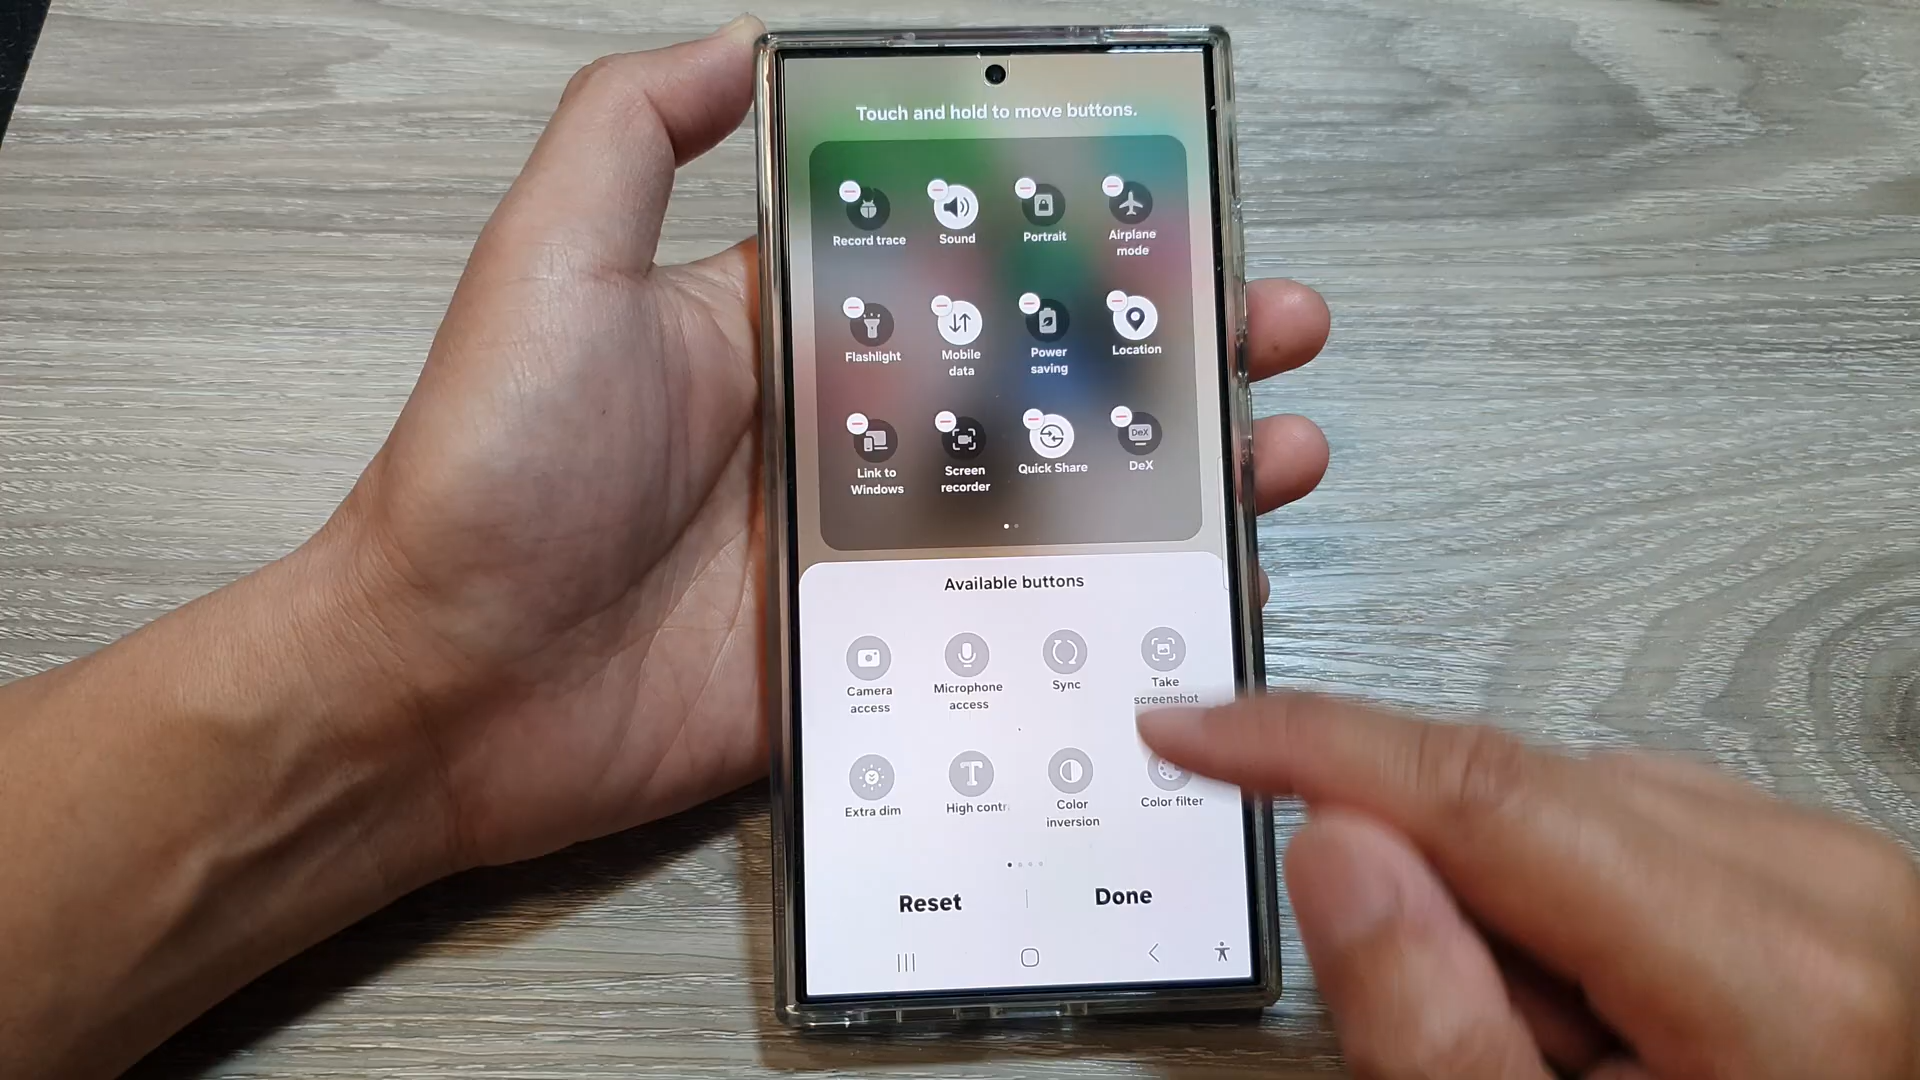 Touch and hold to move buttons.
Record trace
Sound
Portrait
Airplane
mode
Flashlight
Mobile
data
Power
saving
Location
Link to
Windows
Screen
recorder
Quick Share
DeX
DeX
Available buttons
Camera
access
Microphone
access
Sync
Take
screenshot
Extra dim
High contr
Color
inversion
Color filter
Reset
Done